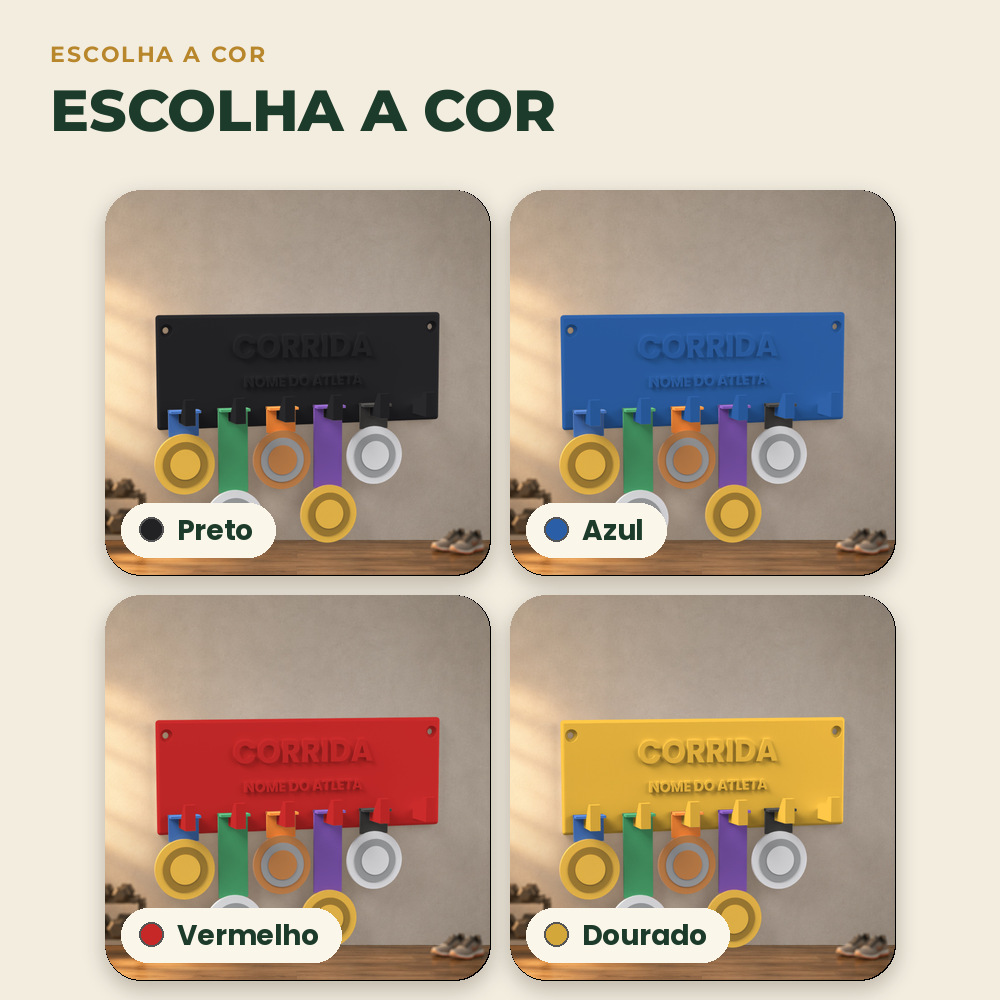 ESCOLHA A COR
ESCOLHA A COR
CORRIDA
NOME DO ATLETA
Preto
CORRIDA
NOME DO ATLETA
Azul
CORRIDA
NOME DO ATLETA
Vermelho
CORRIDA
NOME DO ATLETA
Dourado